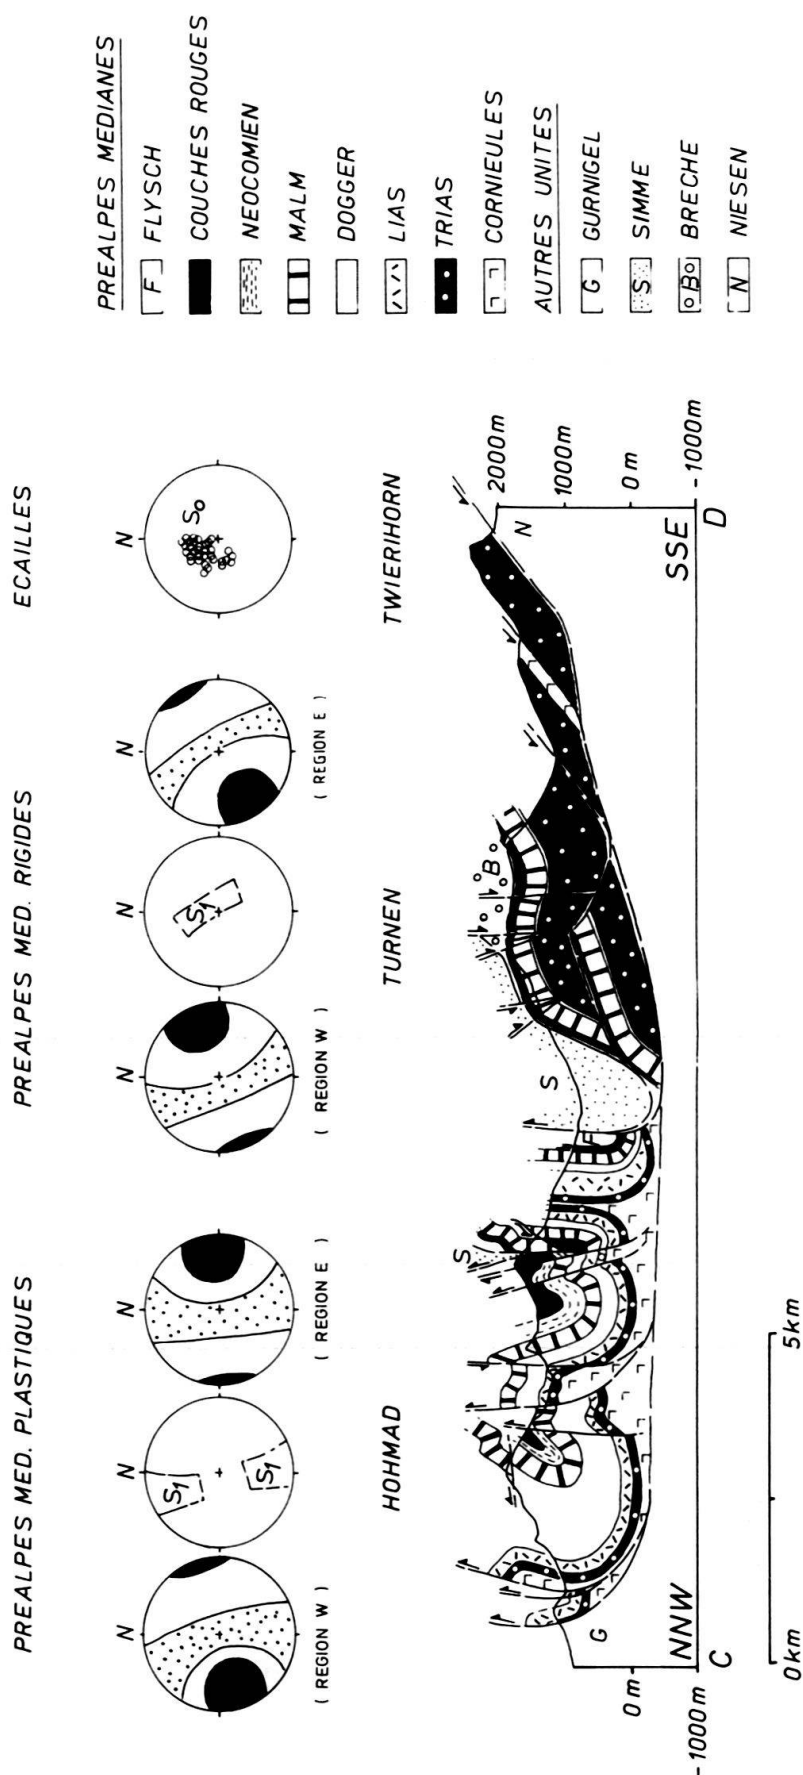 PREALPES MED. PLASTIQUES
PREALPES MED. RIGIDES
ECAILLES
N
N
N
N
N
N
N
S1
S1
S1
S0
( REGION W )
( REGION E )
( REGION W )
( REGION E )
HOHMAD
TURNEN
TWIERIHORN
S
S
B
F
G
N
0 m
-1000m
2000m
1000m
0 m
-1000m
NNW
SSE
C
D
0km
5km
PREALPES MEDIANES
F FLYSCH
COUCHES ROUGES
NEOCOMIEN
MALM
DOGGER
LIAS
TRIAS
CORNIEULES
AUTRES UNITES
G GURNIGEL
S SIMME
B BRECHE
N NIESEN